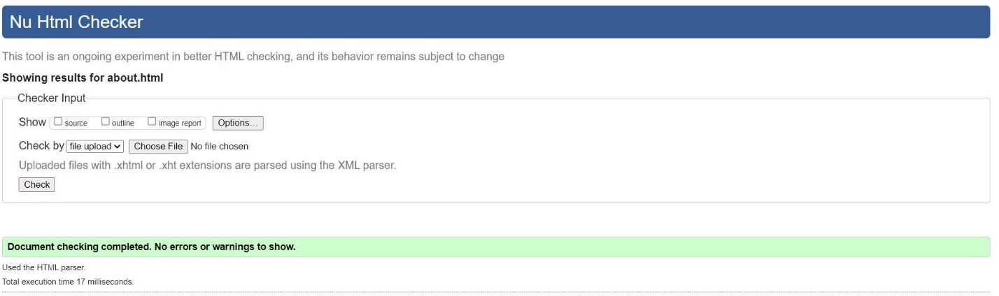 Nu Html Checker
This tool is an ongoing experiment in better HTML checking, and its behavior remains subject to change
Showing results for about.html
Checker Input
Show source outline image report Options...
Check by file upload Choose File No file chosen
Uploaded files with .xhtml or .xht extensions are parsed using the XML parser.
Check
Document checking completed. No errors or warnings to show.
Used the HTML parser.
Total execution time 17 milliseconds.